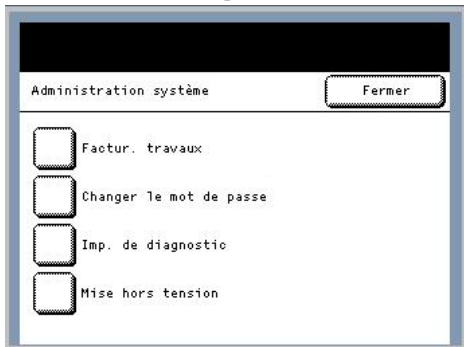 Administration système
Fermer
Factur. travaux
Changer le mot de passe
Imp. de diagnostic
Mise hors tension